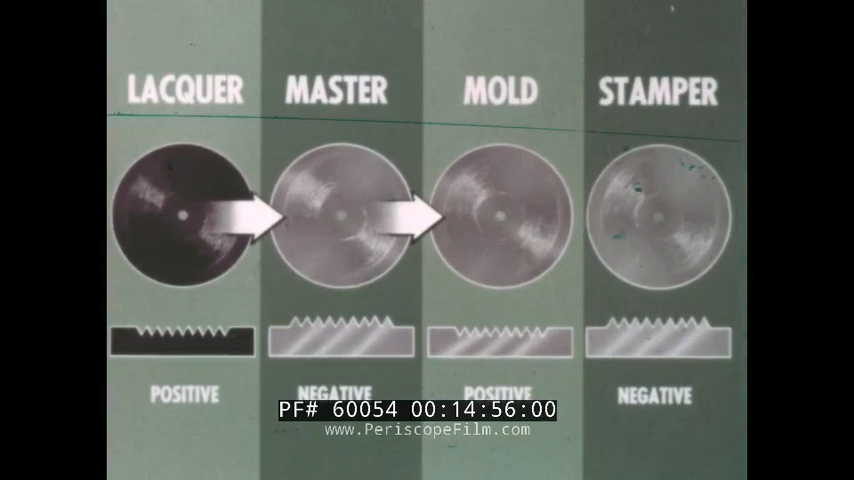 LACQUER MASTER MOLD STAMPER
POSITIVE NEGATIVE POSITIVE NEGATIVE
PF# 60054 00:14:56:00
www.PeriscopeFilm.com